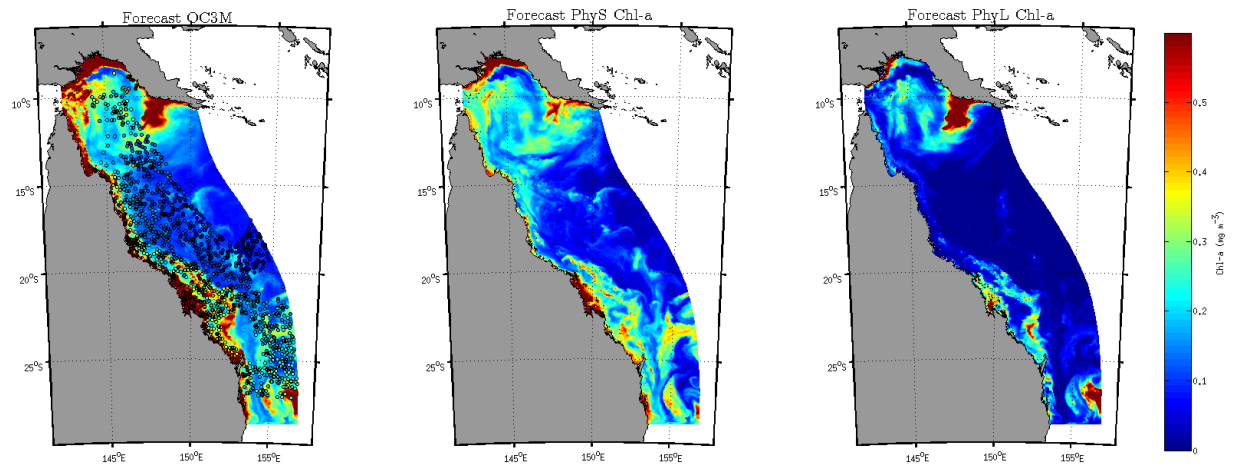 Forecast OC3M
Forecast PhyS Chl-a
Forecast PhyL Chl-a
10°S
15°S
20°S
25°S
145°E
150°E
155°E
10°S
15°S
20°S
25°S
145°E
150°E
155°E
10°S
15°S
20°S
25°S
145°E
150°E
155°E
0,5
0,4
0,3
0,2
0,1
0
Chl-a (mg m⁻³)